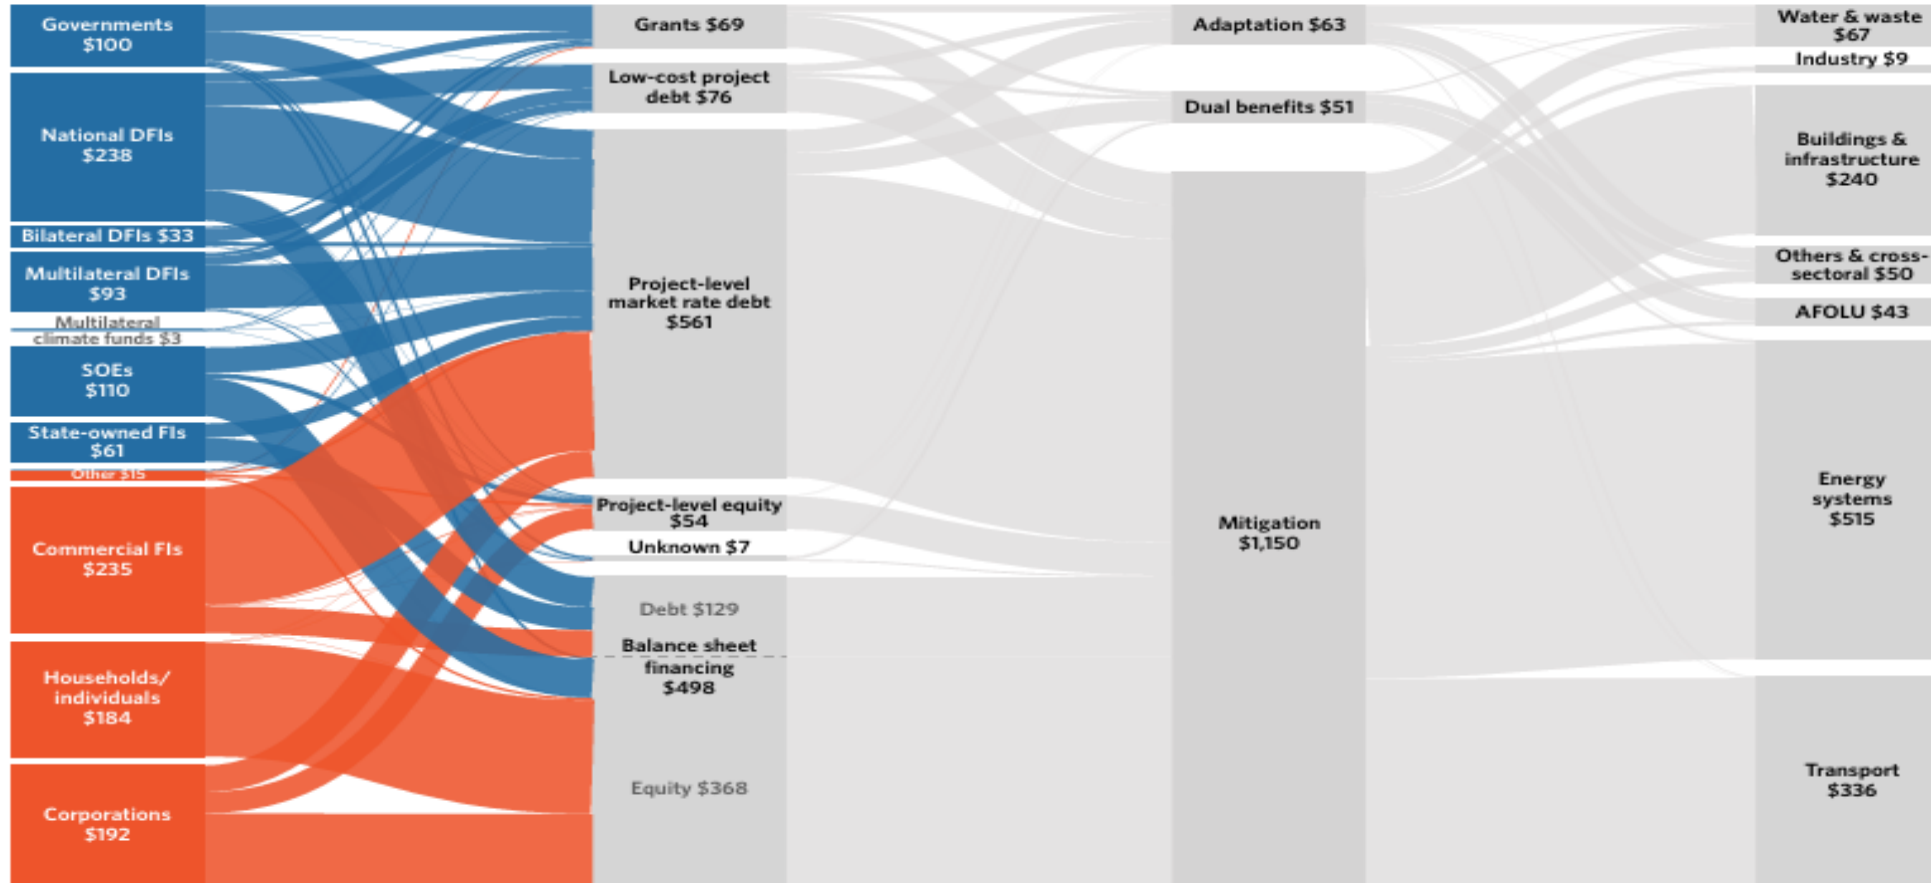 Governments
$100
National DFIs
$238
Bilateral DFIs $33
Multilateral DFIs
$93
Multilateral
climate funds $3
SOEs
$110
State-owned FIs
$61
Other $15
Commercial FIs
$235
Households/
individuals
$184
Corporations
$192
Grants $69
Low-cost project
debt $76
Project-level
market rate debt
$561
Project-level equity
$54
Unknown $7
Debt $129
Balance sheet
financing
$498
Equity $368
Adaptation $63
Dual benefits $51
Mitigation
$1,150
Water & waste
$67
Industry $9
Buildings &
infrastructure
$240
Others & cross-
sectoral $50
AFOLU $43
Energy
systems
$515
Transport
$336